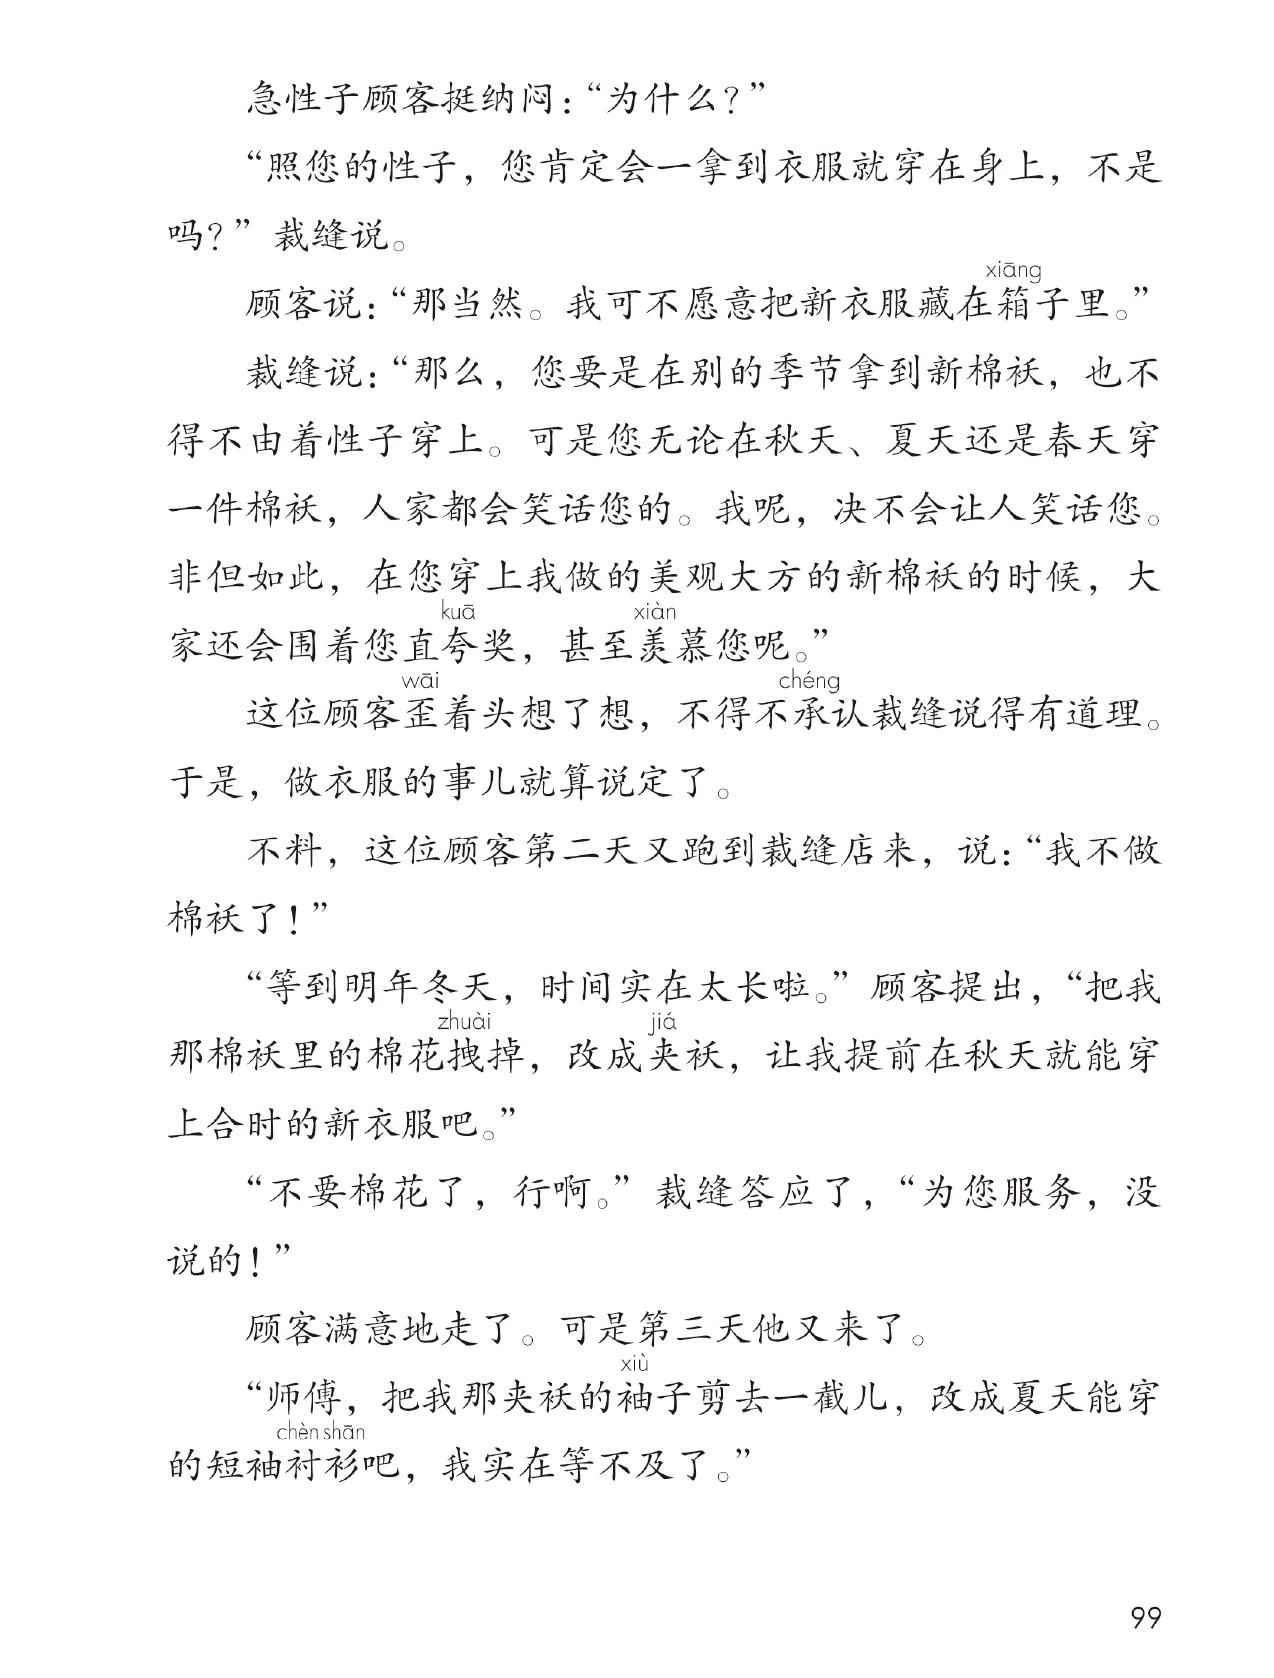 急性子顾客挺纳闷：“为什么？”
“照您的性子，您肯定会一拿到衣服就穿在身上，不是
吗？”裁缝说。
xiāng
顾客说：“那当然。我可不愿意把新衣服藏在箱子里。”
裁缝说：“那么，您要是在别的季节拿到新棉袄，也不
得不由着性子穿上。可是您无论在秋天、夏天还是春天穿
一件棉袄，人家都会笑话您的。我呢，决不会让人笑话您。
非但如此，在您穿上我做的美观大方的新棉袄的时候，大
kuā xiàn
家还会围着您直夸奖，甚至羡慕您呢。”
wāi chéng
这位顾客歪着头想了想，不得不承认裁缝说得有道理。
于是，做衣服的事儿就算说定了。
不料，这位顾客第二天又跑到裁缝店来，说：“我不做
棉袄了！”
“等到明年冬天，时间实在太长啦。”顾客提出，“把我
zhuài jiá
那棉袄里的棉花拽掉，改成夹袄，让我提前在秋天就能穿
上合时的新衣服吧。”
“不要棉花了，行啊。”裁缝答应了，“为您服务，没
说的！”
顾客满意地走了。可是第三天他又来了。
xiù
“师傅，把我那夹袄的袖子剪去一截儿，改成夏天能穿
chèn shān
的短袖衬衫吧，我实在等不及了。”
99